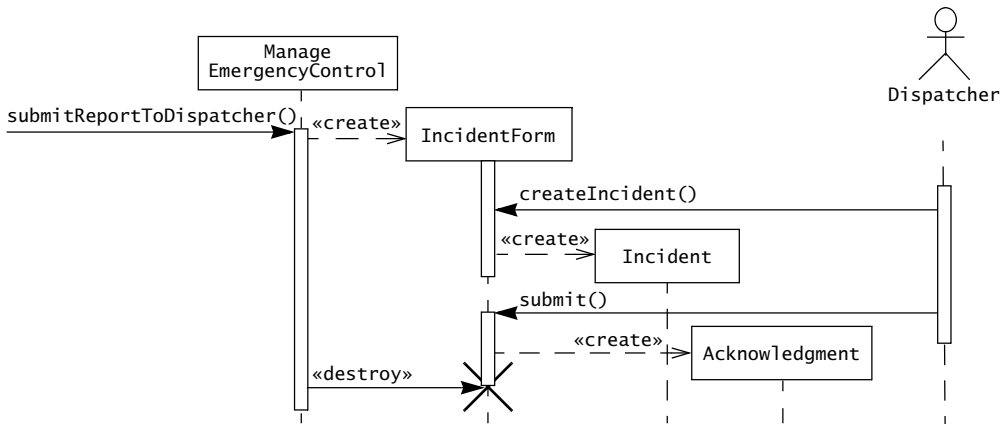 Manage
EmergencyControl
Dispatcher
submitReportToDispatcher()
«create»
IncidentForm
createIncident()
«create»
Incident
submit()
«create»
Acknowledgment
«destroy»